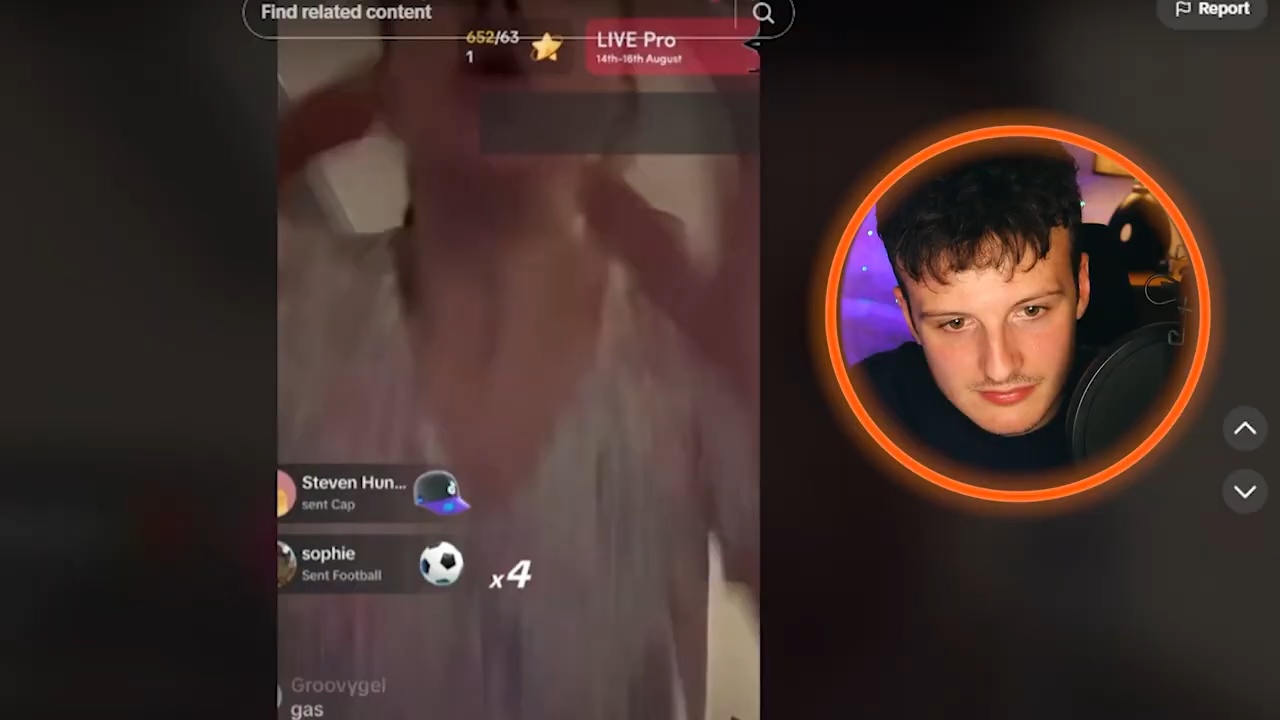 Find related content
Report
652/63
1
LIVE Pro
14th-16th August
Steven Hun...
sent Cap
sophie
Sent Football
x4
Groovygel
gas